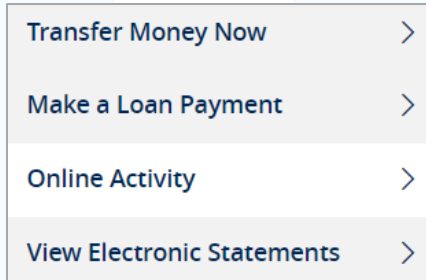 Transfer Money Now
Make a Loan Payment
Online Activity
View Electronic Statements